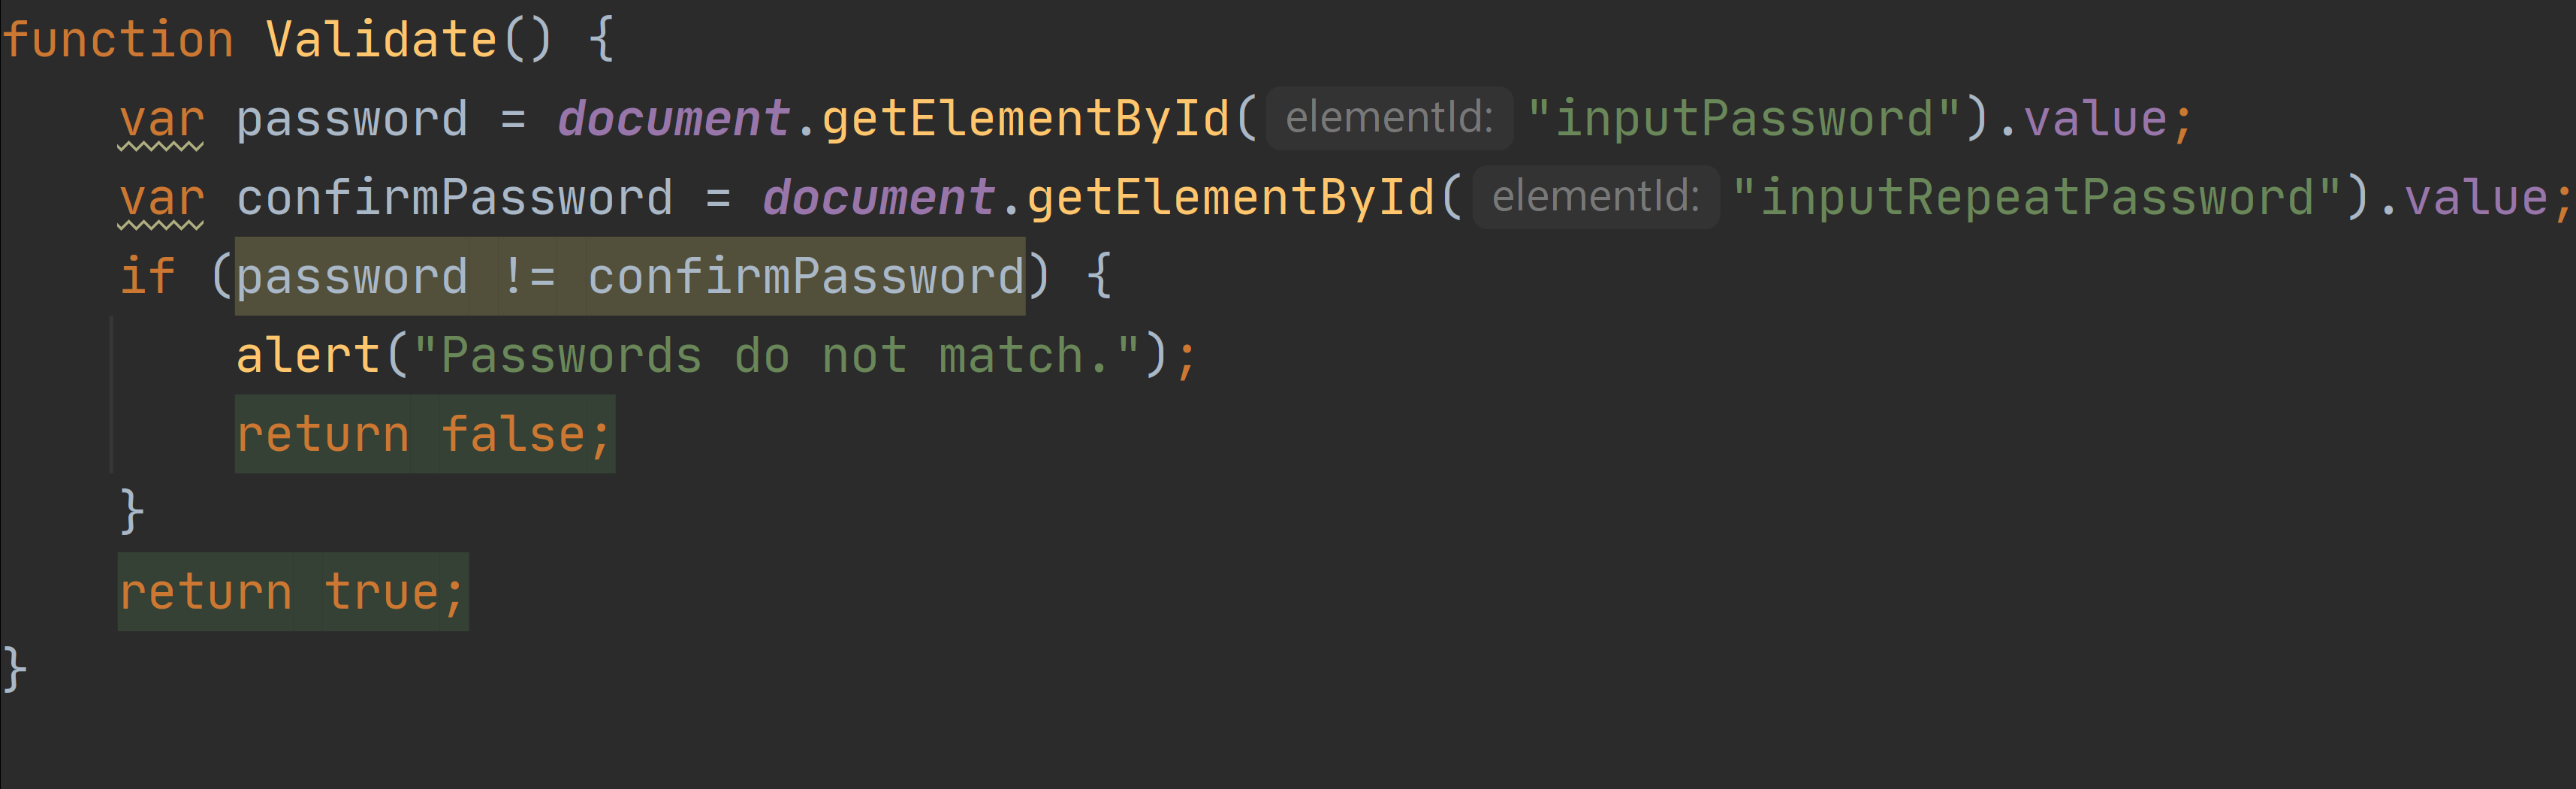 function Validate() {
    var password = document.getElementById( elementId: "inputPassword").value;
    var confirmPassword = document.getElementById( elementId: "inputRepeatPassword").value;
    if (password != confirmPassword) {
        alert("Passwords do not match.");
        return false;
    }
    return true;
}